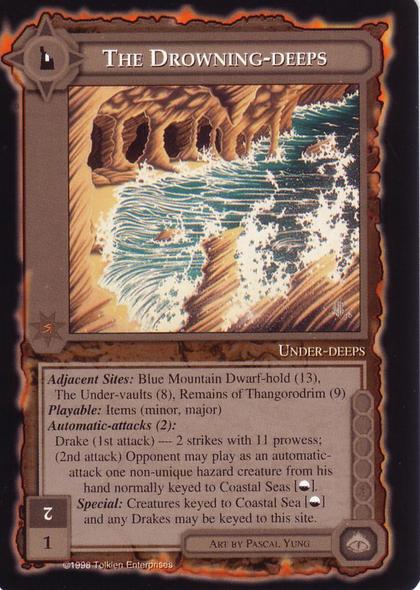 THE DROWNING-DEEPS
UNDER-DEEPS
Adjacent Sites: Blue Mountain Dwarf-hold (13),
The Under-vaults (8), Remains of Thangorodrim (9)
Playable: Items (minor, major)
Automatic-attacks (2):
Drake (1st attack) — 2 strikes with 11 prowess;
(2nd attack) Opponent may play as an automatic-
attack one non-unique hazard creature from his
hand normally keyed to Coastal Seas [].
Special: Creatures keyed to Coastal Sea []
and any Drakes may be keyed to this site.
2
1
ART BY PASCAL YUNG
©1998 Tolkien Enterprises